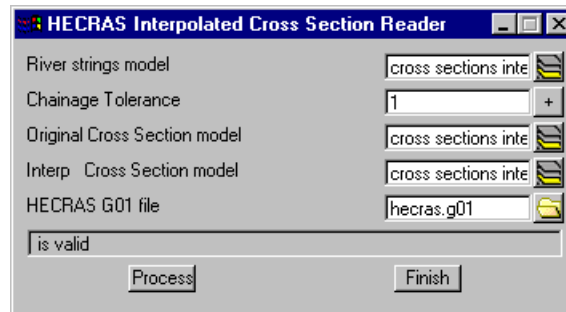 HECRAS Interpolated Cross Section Reader
River strings model cross sections inte
Chainage Tolerance 1 +
Original Cross Section model cross sections inte
Interp Cross Section model cross sections inte
HECRAS G01 file hecras.g01
is valid
Process Finish